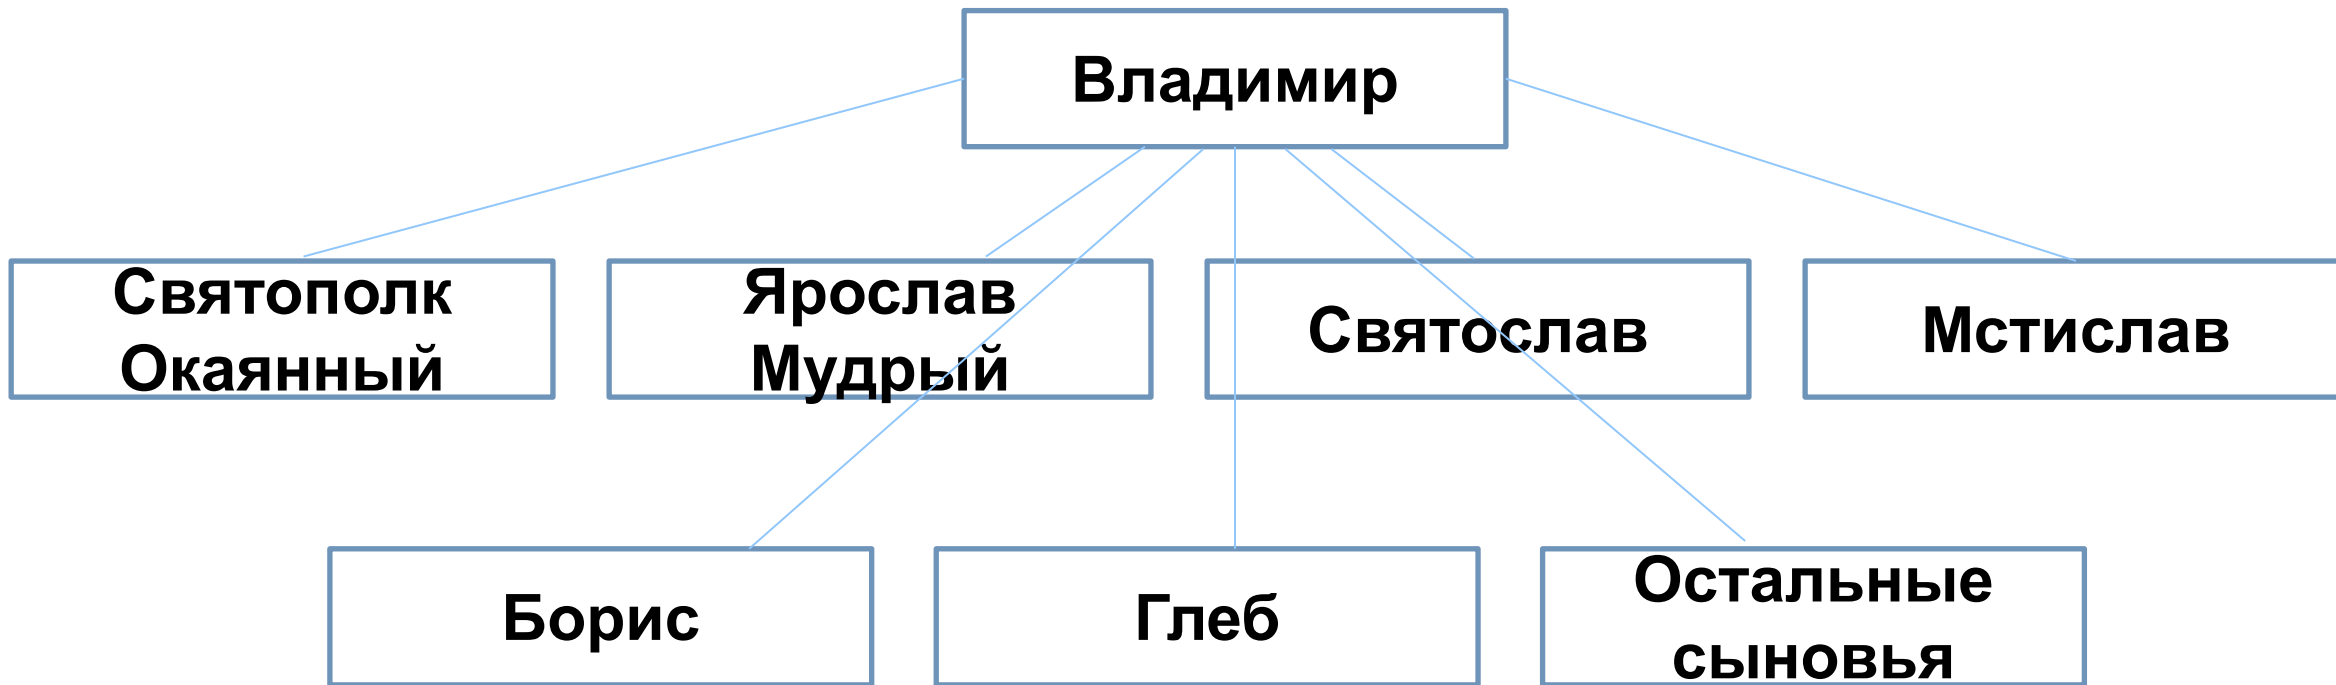 Владимир
Святополк
Окаянный
Ярослав
Мудрый
Святослав
Мстислав
Борис
Глеб
Остальные
сыновья